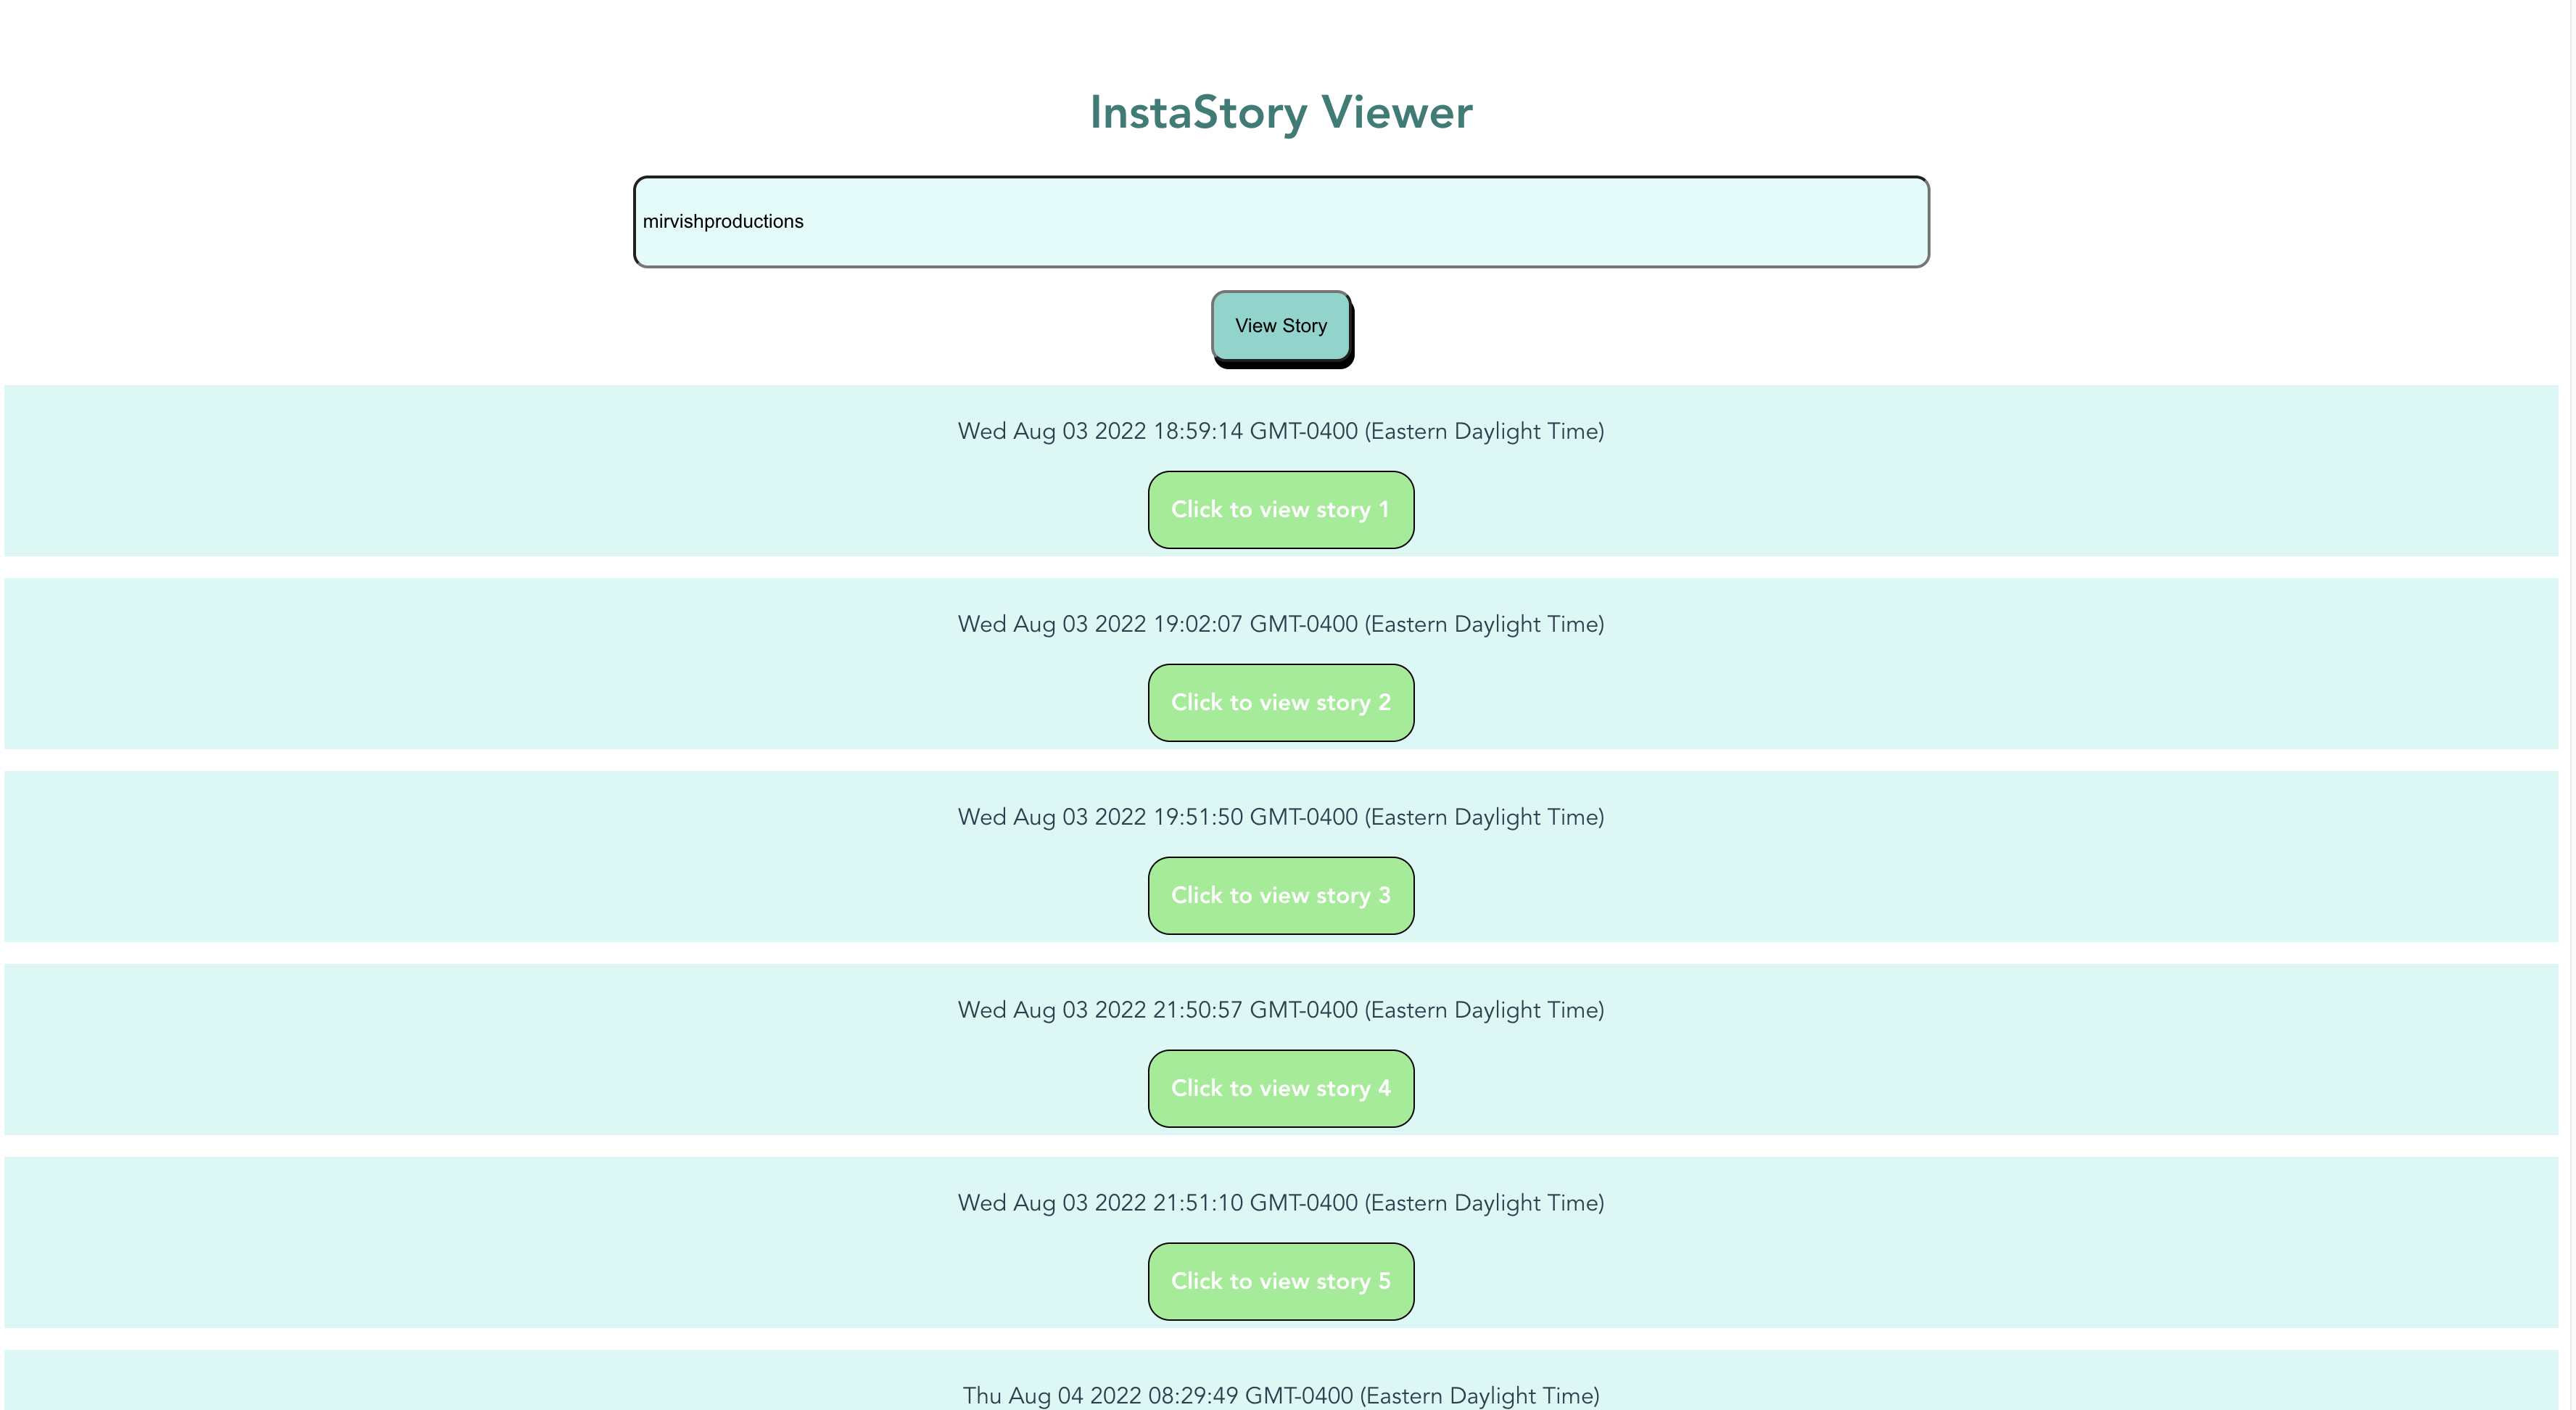 InstaStory Viewer
mirvishproductions
View Story
Wed Aug 03 2022 18:59:14 GMT-0400 (Eastern Daylight Time)
Click to view story 1
Wed Aug 03 2022 19:02:07 GMT-0400 (Eastern Daylight Time)
Click to view story 2
Wed Aug 03 2022 19:51:50 GMT-0400 (Eastern Daylight Time)
Click to view story 3
Wed Aug 03 2022 21:50:57 GMT-0400 (Eastern Daylight Time)
Click to view story 4
Wed Aug 03 2022 21:51:10 GMT-0400 (Eastern Daylight Time)
Click to view story 5
Thu Aug 04 2022 08:29:49 GMT-0400 (Eastern Daylight Time)